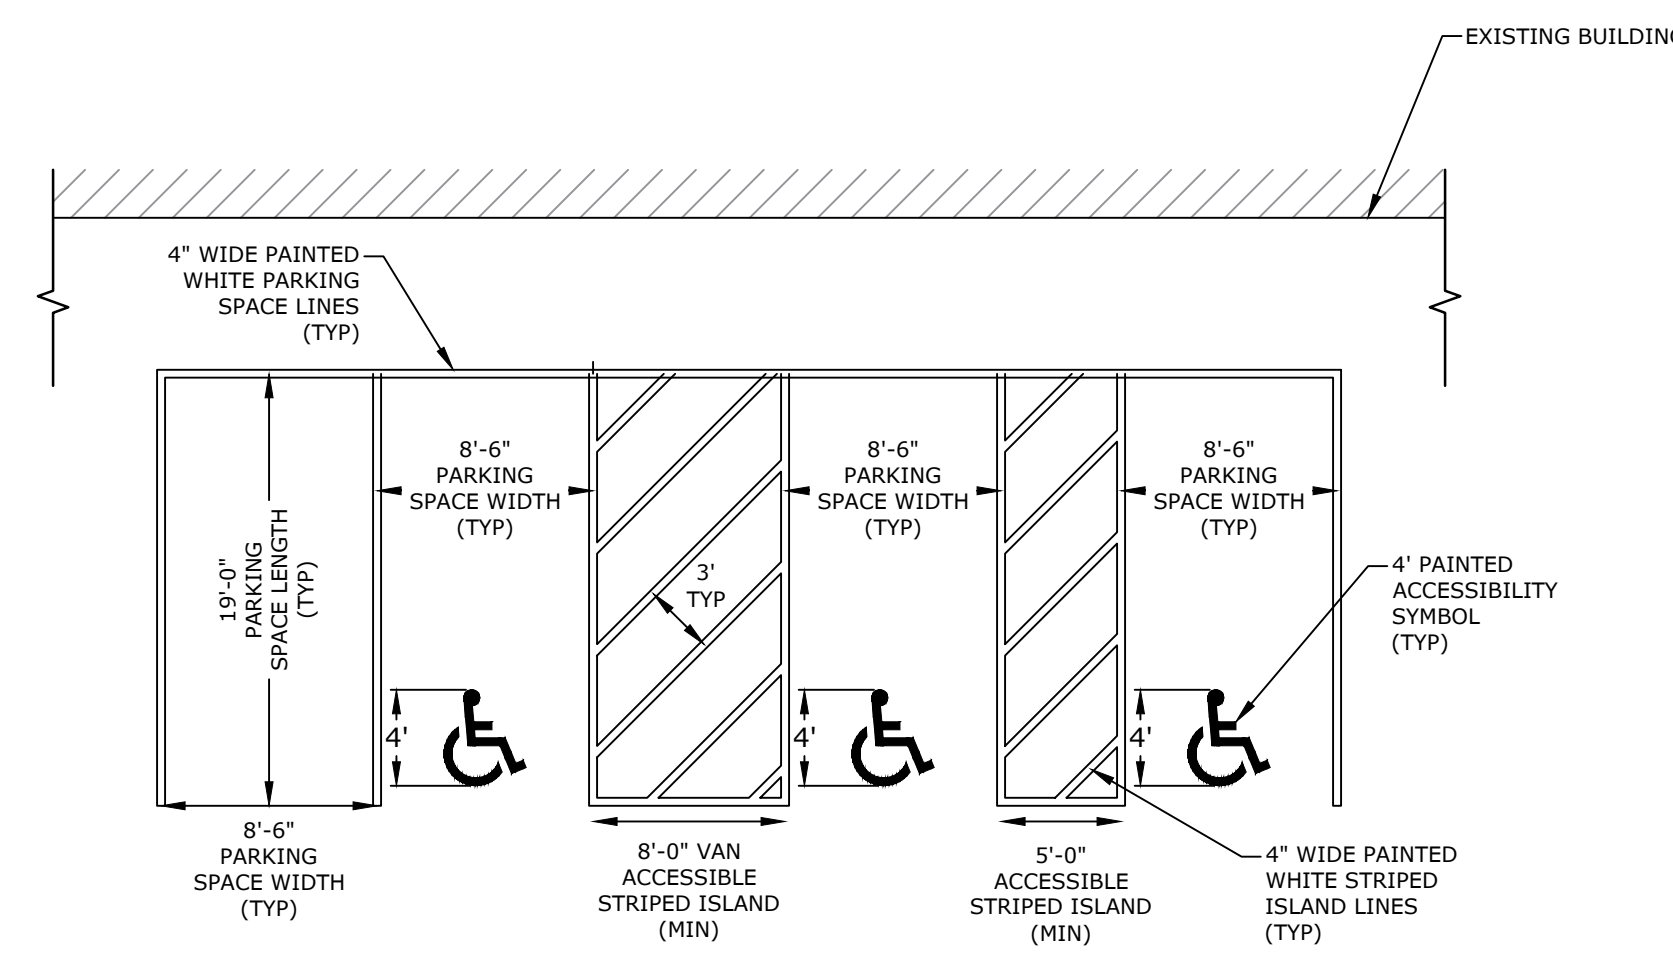 EXISTING BUILDING
4" WIDE PAINTED
WHITE PARKING
SPACE LINES
(TYP)
8'-6"
PARKING
SPACE WIDTH
(TYP)
8'-6"
PARKING
SPACE WIDTH
(TYP)
8'-6"
PARKING
SPACE WIDTH
(TYP)
19'-0"
PARKING
SPACE LENGTH
(TYP)
3'
TYP
4' PAINTED
ACCESSIBILITY
SYMBOL
(TYP)
4'
4'
4'
8'-6"
PARKING
SPACE WIDTH
(TYP)
8'-0" VAN
ACCESSIBLE
STRIPED ISLAND
(MIN)
5'-0"
ACCESSIBLE
STRIPED ISLAND
(MIN)
4" WIDE PAINTED
WHITE STRIPED
ISLAND LINES
(TYP)